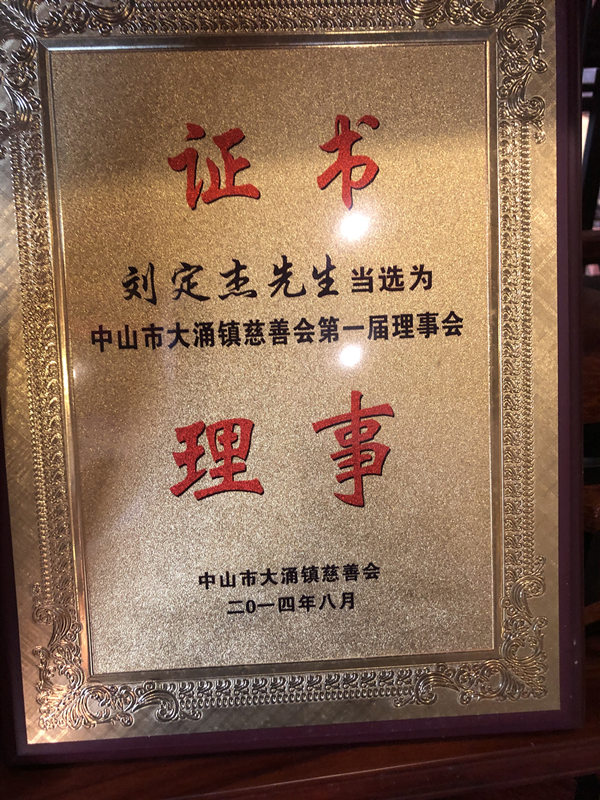 证书
刘定杰先生当选为
中山市大涌镇慈善会第一届理事会
理事
中山市大涌镇慈善会
二0一四年八月